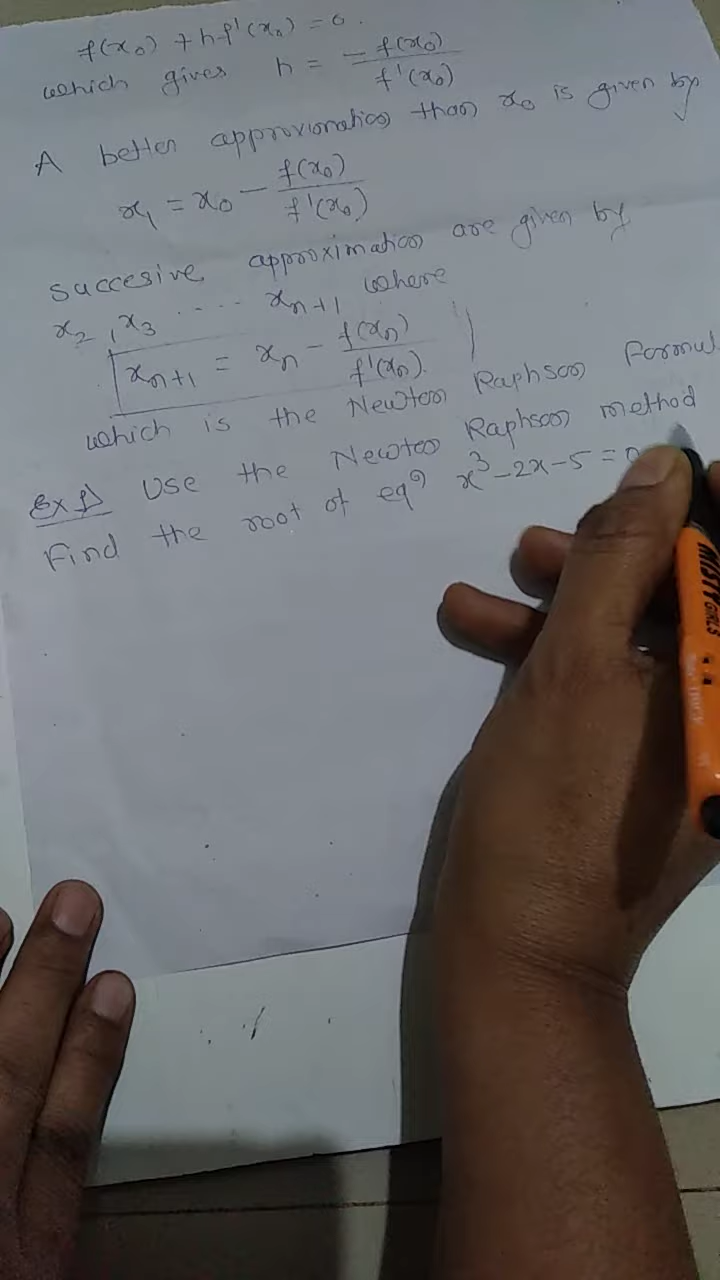 f(x₀) + hf'(x₀) = 0.
which gives h = -f(x₀)/f'(x₀)
A better approximation than x₀ is given by
x₁ = x₀ - f(x₀)/f'(x₀)
succesive approximation are given by
x₂, x₃ ---- xₙ₊₁ where
xₙ₊₁ = xₙ - f(xₙ)/f'(xₙ).
which is the Newton Raphson Formul
Ex 1) Use the Newton Raphson method
Find the root of eqⁿ x³-2x-5=0